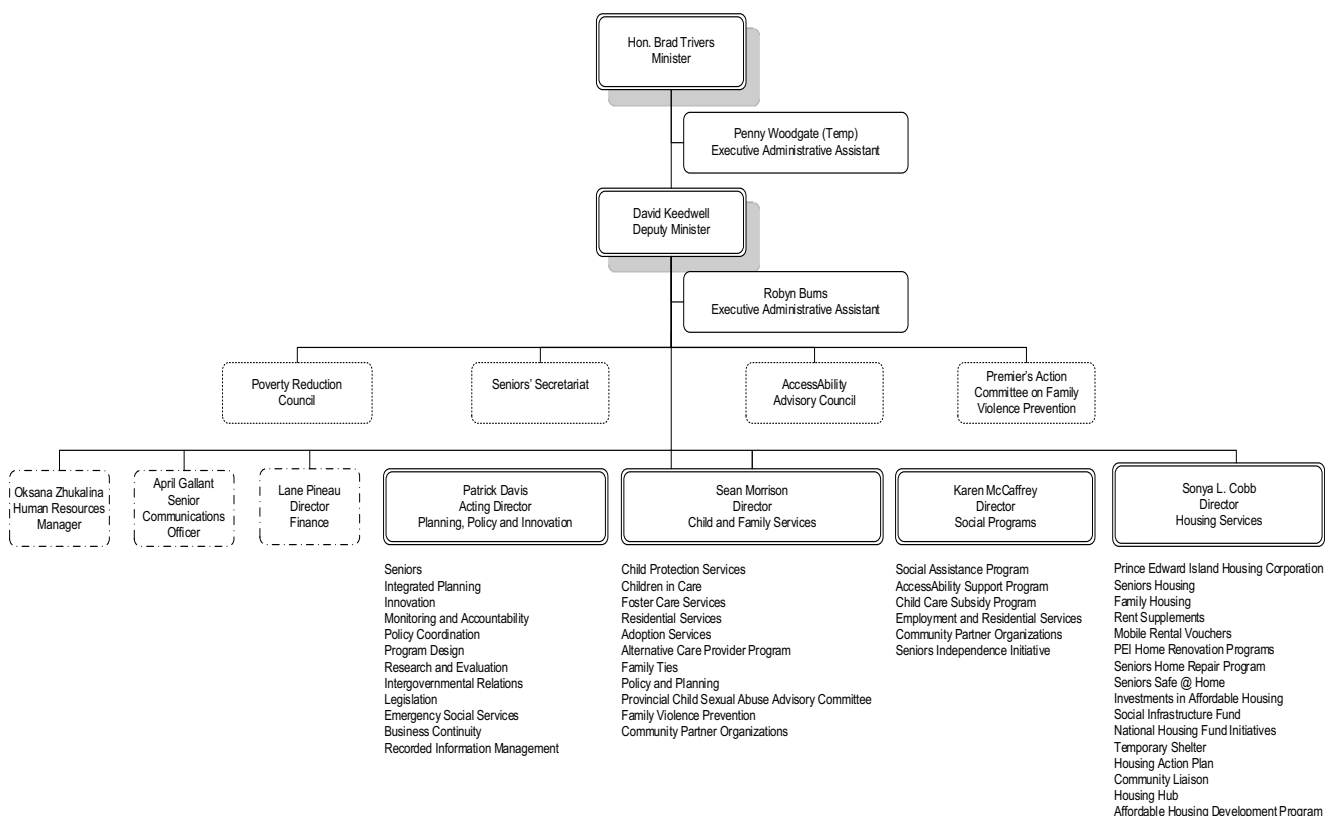 Hon. Brad Trivers
Minister
Penny Woodgate (Temp)
Executive Administrative Assistant
David Keedwell
Deputy Minister
Robyn Burns
Executive Administrative Assistant
Poverty Reduction
Council
Seniors' Secretariat
AccessAbility
Advisory Council
Premier's Action
Committee on Family
Violence Prevention
Oksana Zhukalina
Human Resources
Manager
April Gallant
Senior
Communications
Officer
Lane Pineau
Director
Finance
Patrick Davis
Acting Director
Planning, Policy and Innovation
Sean Morrison
Director
Child and Family Services
Karen McCaffrey
Director
Social Programs
Sonya L. Cobb
Director
Housing Services
Seniors
Integrated Planning
Innovation
Monitoring and Accountability
Policy Coordination
Program Design
Research and Evaluation
Intergovernmental Relations
Legislation
Emergency Social Services
Business Continuity
Recorded Information Management
Child Protection Services
Children in Care
Foster Care Services
Residential Services
Adoption Services
Alternative Care Provider Program
Family Ties
Policy and Planning
Provincial Child Sexual Abuse Advisory Committee
Family Violence Prevention
Community Partner Organizations
Social Assistance Program
AccessAbility Support Program
Child Care Subsidy Program
Employment and Residential Services
Community Partner Organizations
Seniors Independence Initiative
Prince Edward Island Housing Corporation
Seniors Housing
Family Housing
Rent Supplements
Mobile Rental Vouchers
PEI Home Renovation Programs
Seniors Home Repair Program
Seniors Safe @ Home
Investments in Affordable Housing
Social Infrastructure Fund
National Housing Fund Initiatives
Temporary Shelter
Housing Action Plan
Community Liaison
Housing Hub
Affordable Housing Development Program